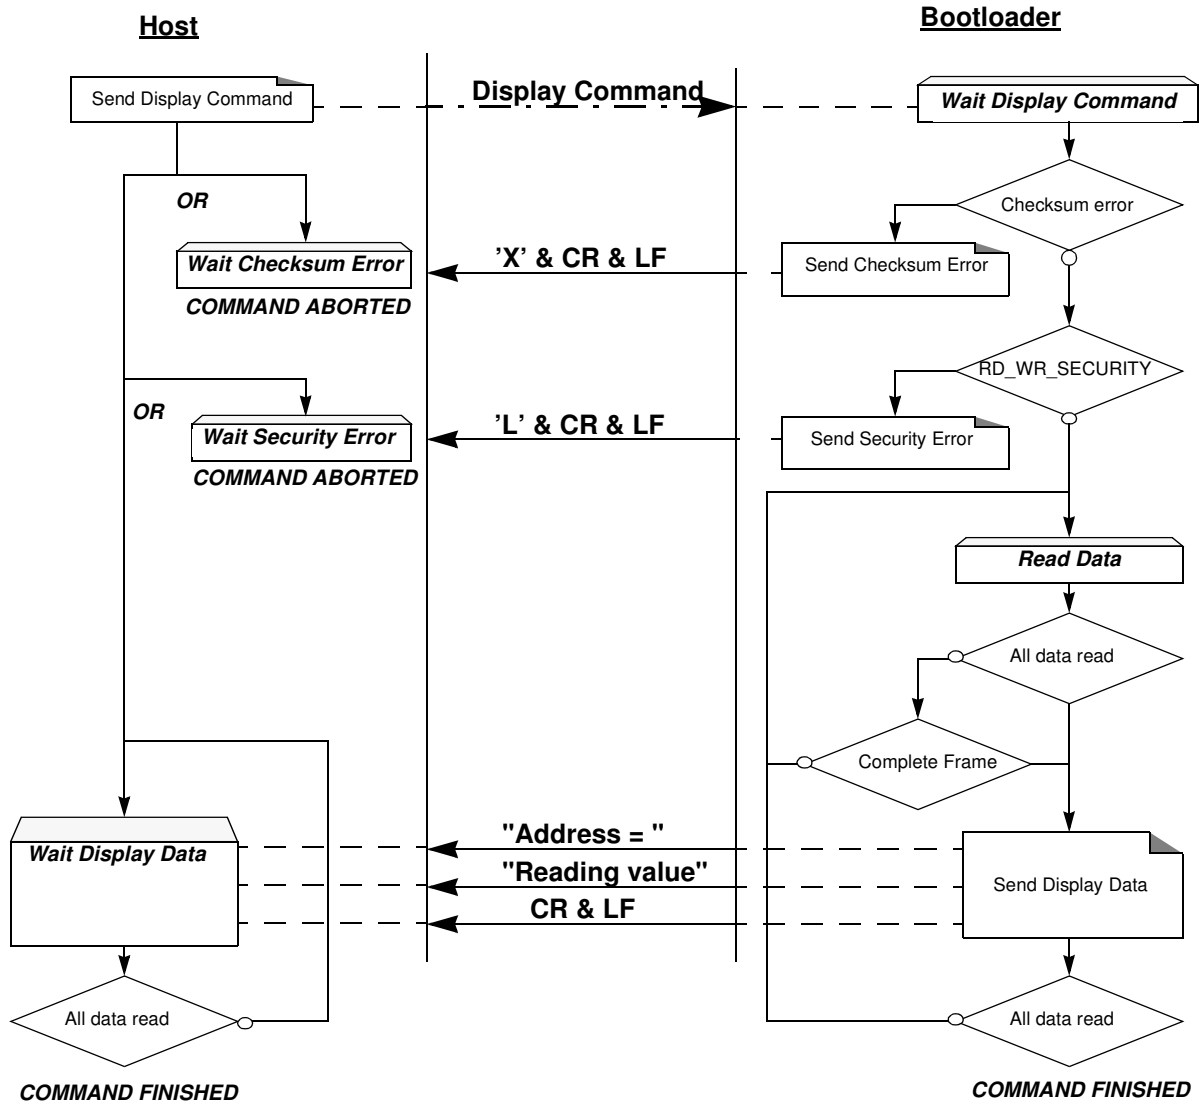 Host
Bootloader
Send Display Command
Display Command
Wait Display Command
OR
Checksum error
Wait Checksum Error
’X’ & CR & LF
Send Checksum Error
COMMAND ABORTED
RD_WR_SECURITY
OR
Wait Security Error
’L’ & CR & LF
Send Security Error
COMMAND ABORTED
Read Data
All data read
Complete Frame
"Address = "
Wait Display Data
"Reading value"
Send Display Data
CR & LF
All data read
All data read
COMMAND FINISHED
COMMAND FINISHED